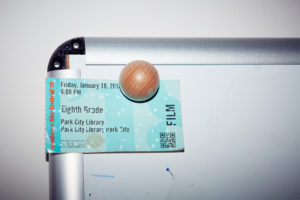 Friday, January 19, 201
6:00 PM
Eighth Grade
Park City Library
Park City Library, Park City
FILM